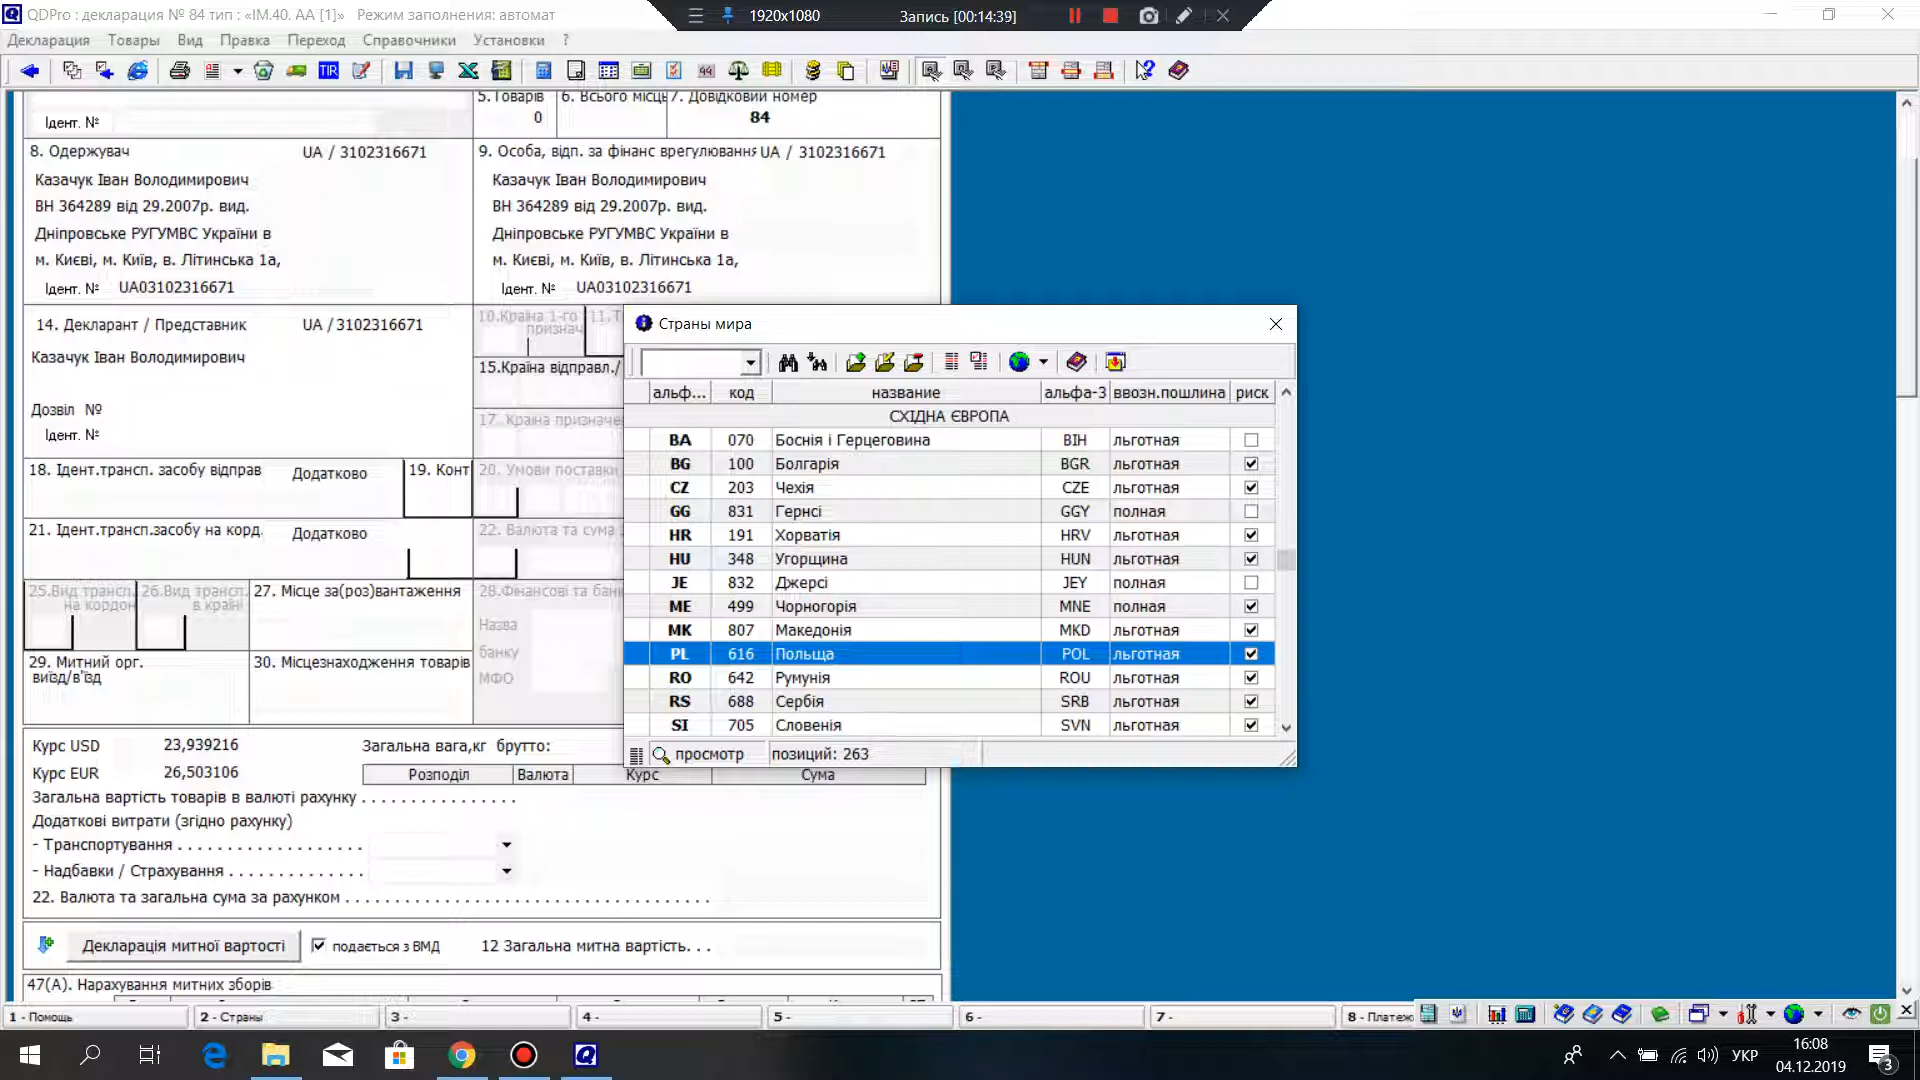 QDPro : декларация № 84 тип : «ІМ.40. АА [1]» Режим заполнения: автомат
1920x1080
Запись [00:14:39]
Декларация Товары Вид Правка Переход Справочники Установки ?
TIR
5.Товарів 6. Всього місць 7. Довідковий номер
0 84
Ідент. №
8. Одержувач UA / 3102316671
Казачук Іван Володимирович
ВН 364289 від 29.2007р. вид.
Дніпровське РУГУМВС України в
м. Києві, м. Київ, в. Літинська 1а,
Ідент. № UA03102316671
9. Особа, відп. за фінанс врегулювання UA / 3102316671
Казачук Іван Володимирович
ВН 364289 від 29.2007р. вид.
Дніпровське РУГУМВС України в
м. Києві, м. Київ, в. Літинська 1а,
Ідент. № UA03102316671
14. Декларант / Представник UA / 3102316671
Казачук Іван Володимирович
Дозвіл №
Ідент. №
10.Країна 1-го
признач
11.Т
15.Країна відправл./
17. Країна призначе
18. Ідент.трансп. засобу відправ Додатково 19. Конт 20. Умови поставки
21. Ідент.трансп.засобу на корд. Додатково 22. Валюта та сума
25.Вид трансп.
на кордон
26.Вид трансп.
в країні
27. Місце за(роз)вантаження
28.Фінансові та банк
Назва
банку
МФО
29. Митний орг.
виїзд/в'їзд
30. Місцезнаходження товарів
Курс USD 23,939216 Загальна вага,кг брутто:
Курс EUR 26,503106 Розподіл Валюта Курс Сума
Загальна вартість товарів в валюті рахунку . . . . . . . . . . . . . . .
Додаткові витрати (згідно рахунку)
- Транспортування . . . . . . . . . . . . . . . . . .
- Надбавки / Страхування . . . . . . . . . . . . .
22. Валюта та загальна сума за рахунком . . . . . . . . . . . . . . . . . . . . . . . . . . . . . . . . . . .
Декларація митної вартості подається з ВМД 12 Загальна митна вартість. . .
47(А). Нарахування митних зборів
Страны мира
альф... код название альфа-3 ввозн.пошлина риск
СХІДНА ЄВРОПА
BA 070 Боснія і Герцеговина BIH льготная
BG 100 Болгарія BGR льготная
CZ 203 Чехія CZE льготная
GG 831 Гернсі GGY полная
HR 191 Хорватія HRV льготная
HU 348 Угорщина HUN льготная
JE 832 Джерсі JEY полная
ME 499 Чорногорія MNE полная
MK 807 Македонія MKD льготная
PL 616 Польща POL льготная
RO 642 Румунія ROU льготная
RS 688 Сербія SRB льготная
SI 705 Словенія SVN льготная
просмотр позиций: 263
1 - Помощь 2 - Страны 3 - 4 - 5 - 6 - 7 - 8 - Платеж
УКР
16:08
04.12.2019
3